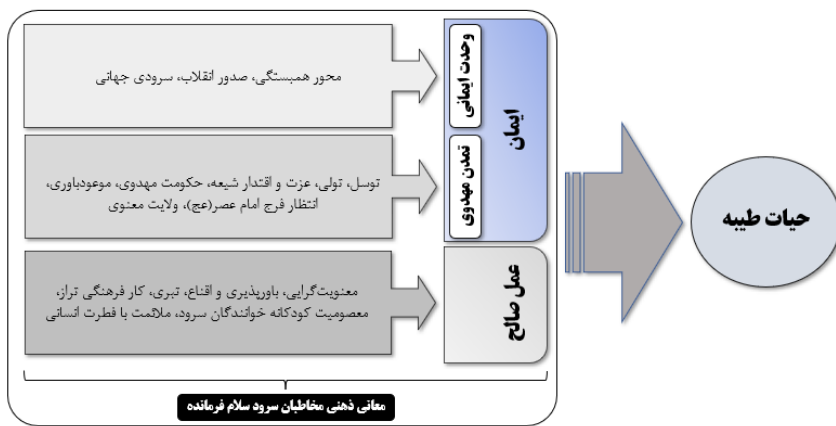 محور همبستگی، صدور انقلاب، سرودی جهانی
وحدت ایمانی
ایمان
توسل، تولی، عزت و اقتدار شیعه، حکومت مهدوی، موعودباوری،
انتظار فرج امام عصر(عج)، ولایت معنوی
تمدن مهدوی
معنویت‌گرایی، باورپذیری و اقناع، تبری، کار فرهنگی تراز،
معصومیت کودکانه خوانندگان سرود، ملائمت با فطرت انسانی
عمل صالح
حیات طیبه
معانی ذهنی مخاطبان سرود سلام فرمانده